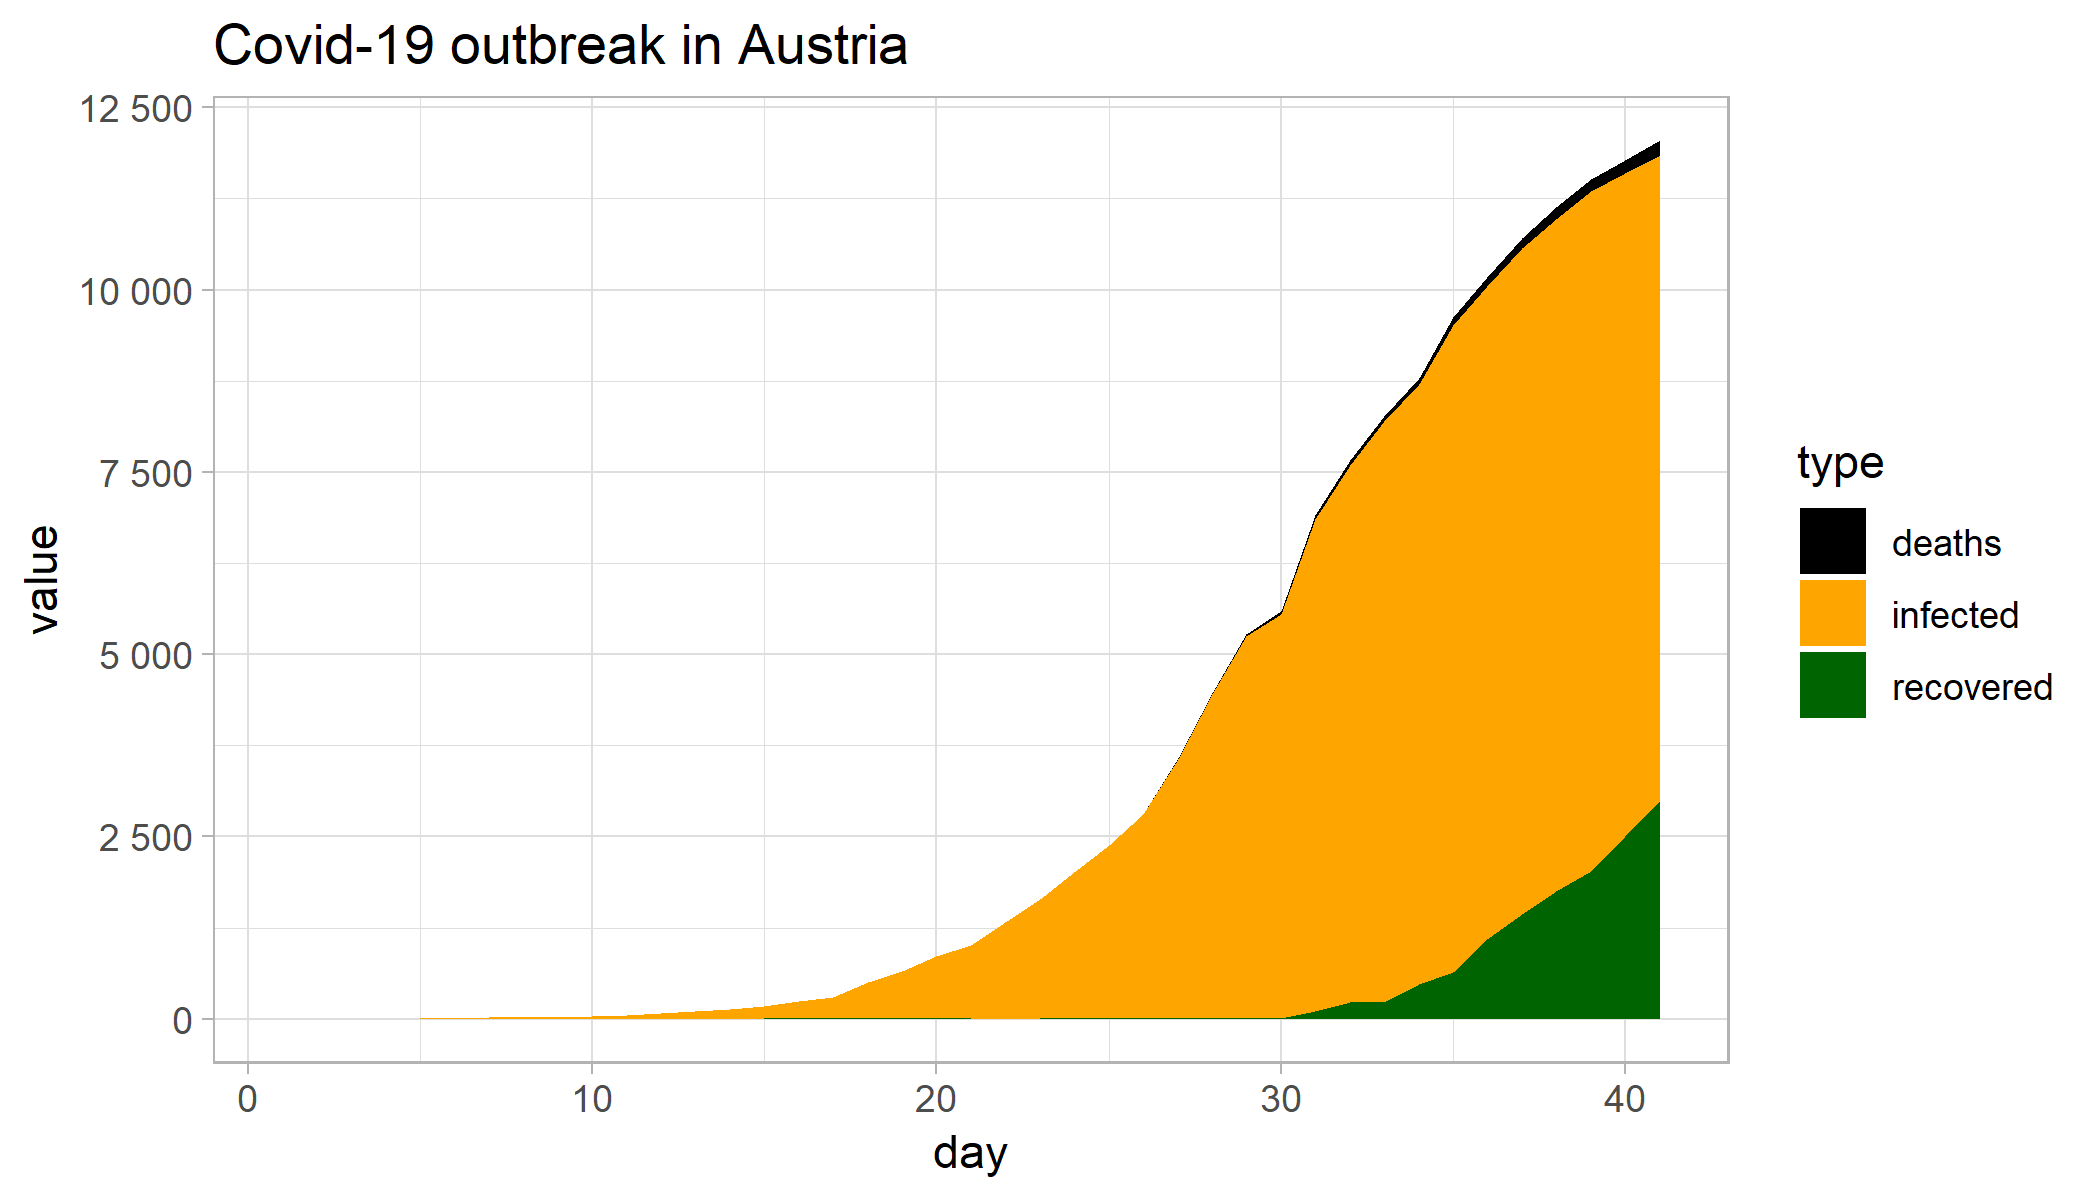 Covid-19 outbreak in Austria
12 500
10 000
7 500
5 000
2 500
0
value
0 10 20 30 40
day
type
deaths
infected
recovered